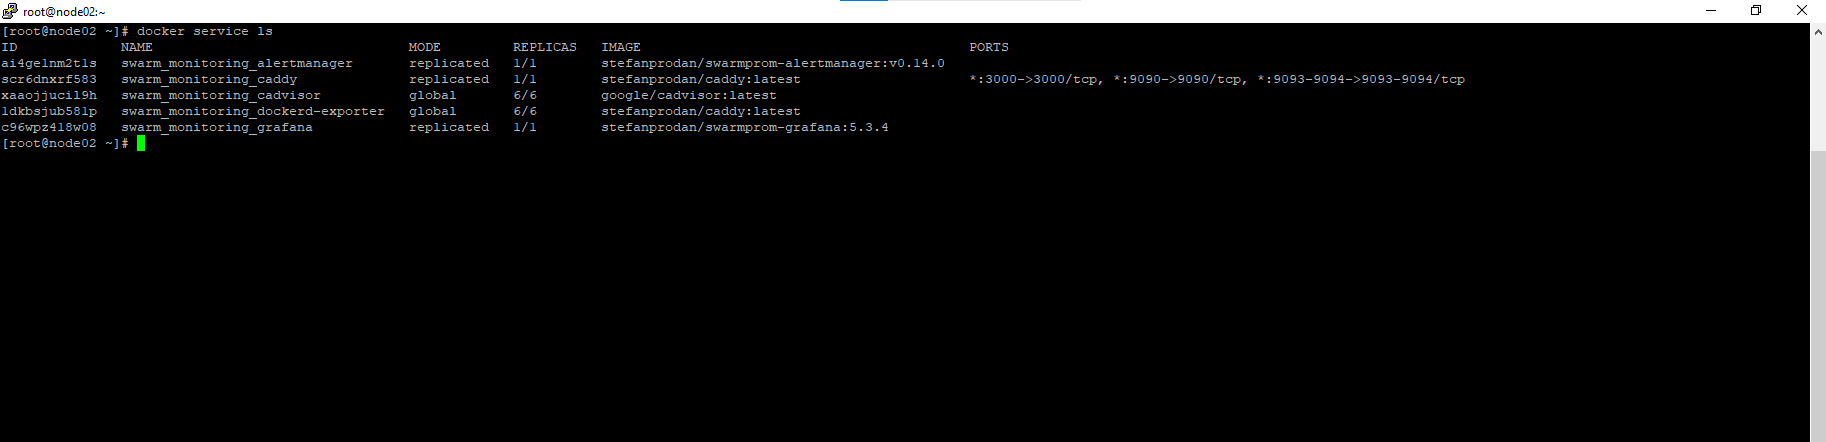 root@node02:~
[root@node02 ~]# docker service ls
ID NAME MODE REPLICAS IMAGE PORTS
ai4gelnm2tls swarm_monitoring_alertmanager replicated 1/1 stefanprodan/swarmprom-alertmanager:v0.14.0
scr6dnxrf583 swarm_monitoring_caddy replicated 1/1 stefanprodan/caddy:latest *:3000->3000/tcp, *:9090->9090/tcp, *:9093-9094->9093-9094/tcp
xaaojjucil9h swarm_monitoring_cadvisor global 6/6 google/cadvisor:latest
ldkbsjub581p swarm_monitoring_dockerd-exporter global 6/6 stefanprodan/caddy:latest
c96wpz418w08 swarm_monitoring_grafana replicated 1/1 stefanprodan/swarmprom-grafana:5.3.4
[root@node02 ~]#